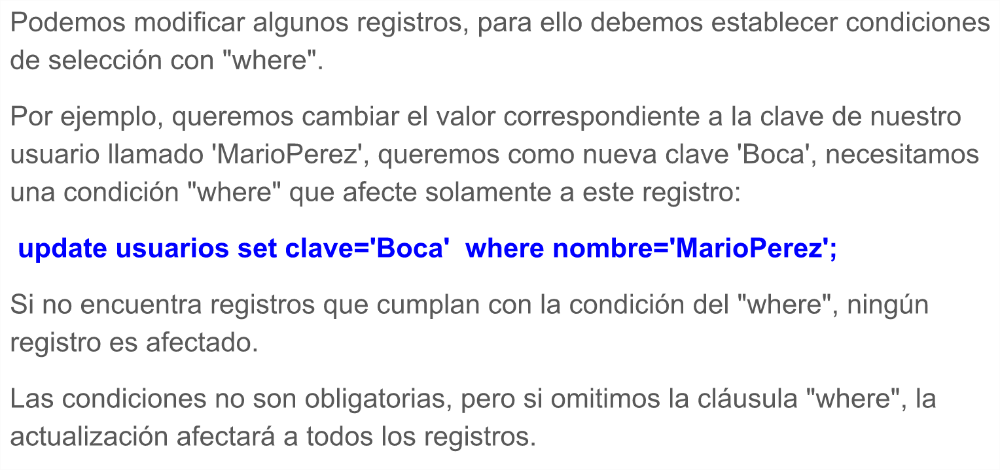 Podemos modificar algunos registros, para ello debemos establecer condiciones
de selección con "where".
Por ejemplo, queremos cambiar el valor correspondiente a la clave de nuestro
usuario llamado 'MarioPerez', queremos como nueva clave 'Boca', necesitamos
una condición "where" que afecte solamente a este registro:
update usuarios set clave='Boca'  where nombre='MarioPerez';
Si no encuentra registros que cumplan con la condición del "where", ningún
registro es afectado.
Las condiciones no son obligatorias, pero si omitimos la cláusula "where", la
actualización afectará a todos los registros.